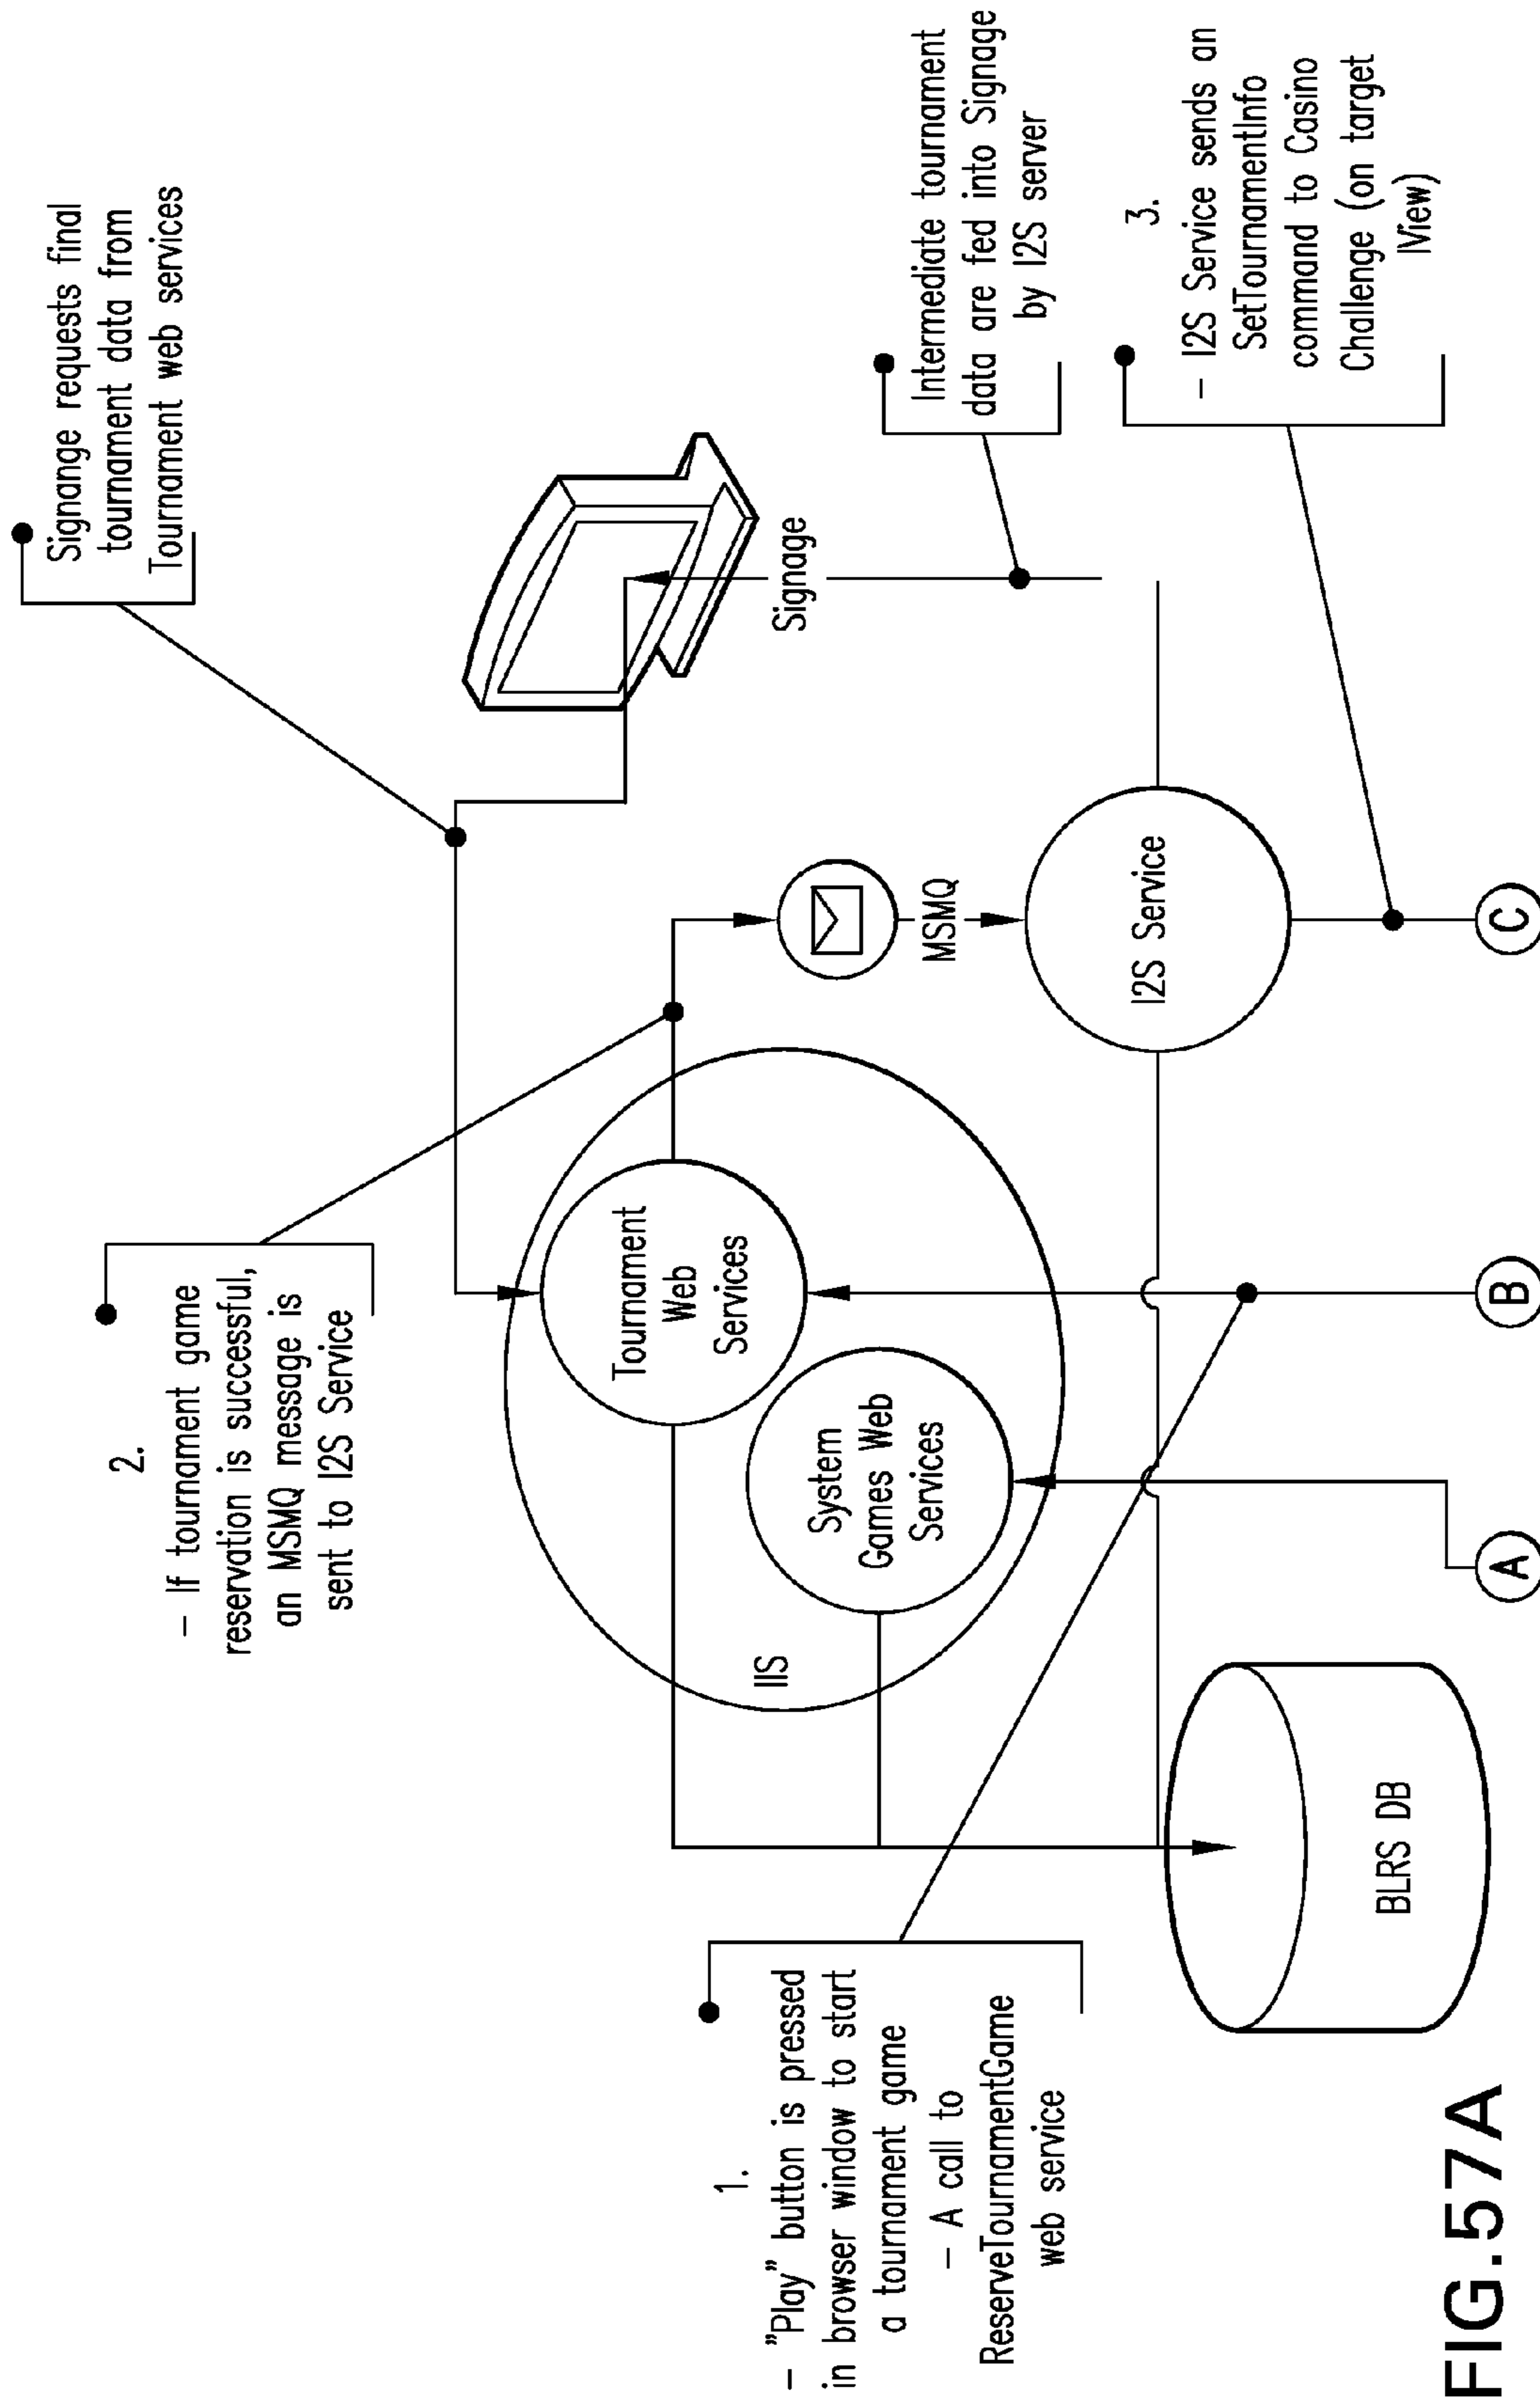 Signange requests final
tournament data from
Tournament web services
2.
– If tournament game
reservation is successful,
an MSMQ message is
sent to I2S Service
1.
– "Play" button is pressed
in browser window to start
a tournament game
– A call to
ReserveTournamentGame
web service
IIS
Tournament
Web
Services
System
Games Web
Services
MSMQ
Signage
Intermediate tournament
data are fed into Signage
by I2S server
I2S Service
3.
– I2S Service sends an
SetTournamentInfo
command to Casino
Challenge (on target
IView)
BLRS DB
A
B
C
FIG.57A